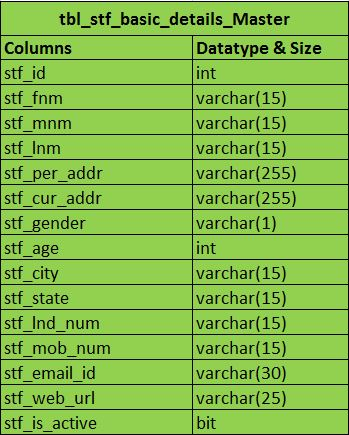 tbl_stf_basic_details_Master
Columns Datatype & Size
stf_id int
stf_fnm varchar(15)
stf_mnm varchar(15)
stf_lnm varchar(15)
stf_per_addr varchar(255)
stf_cur_addr varchar(255)
stf_gender varchar(1)
stf_age int
stf_city varchar(15)
stf_state varchar(15)
stf_lnd_num varchar(15)
stf_mob_num varchar(15)
stf_email_id varchar(30)
stf_web_url varchar(25)
stf_is_active bit